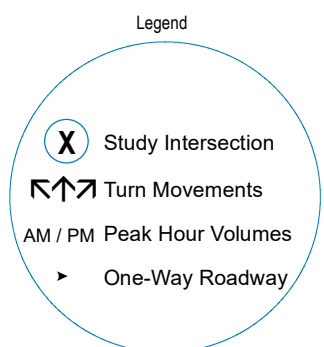 Legend
X Study Intersection
Turn Movements
AM / PM Peak Hour Volumes
One-Way Roadway